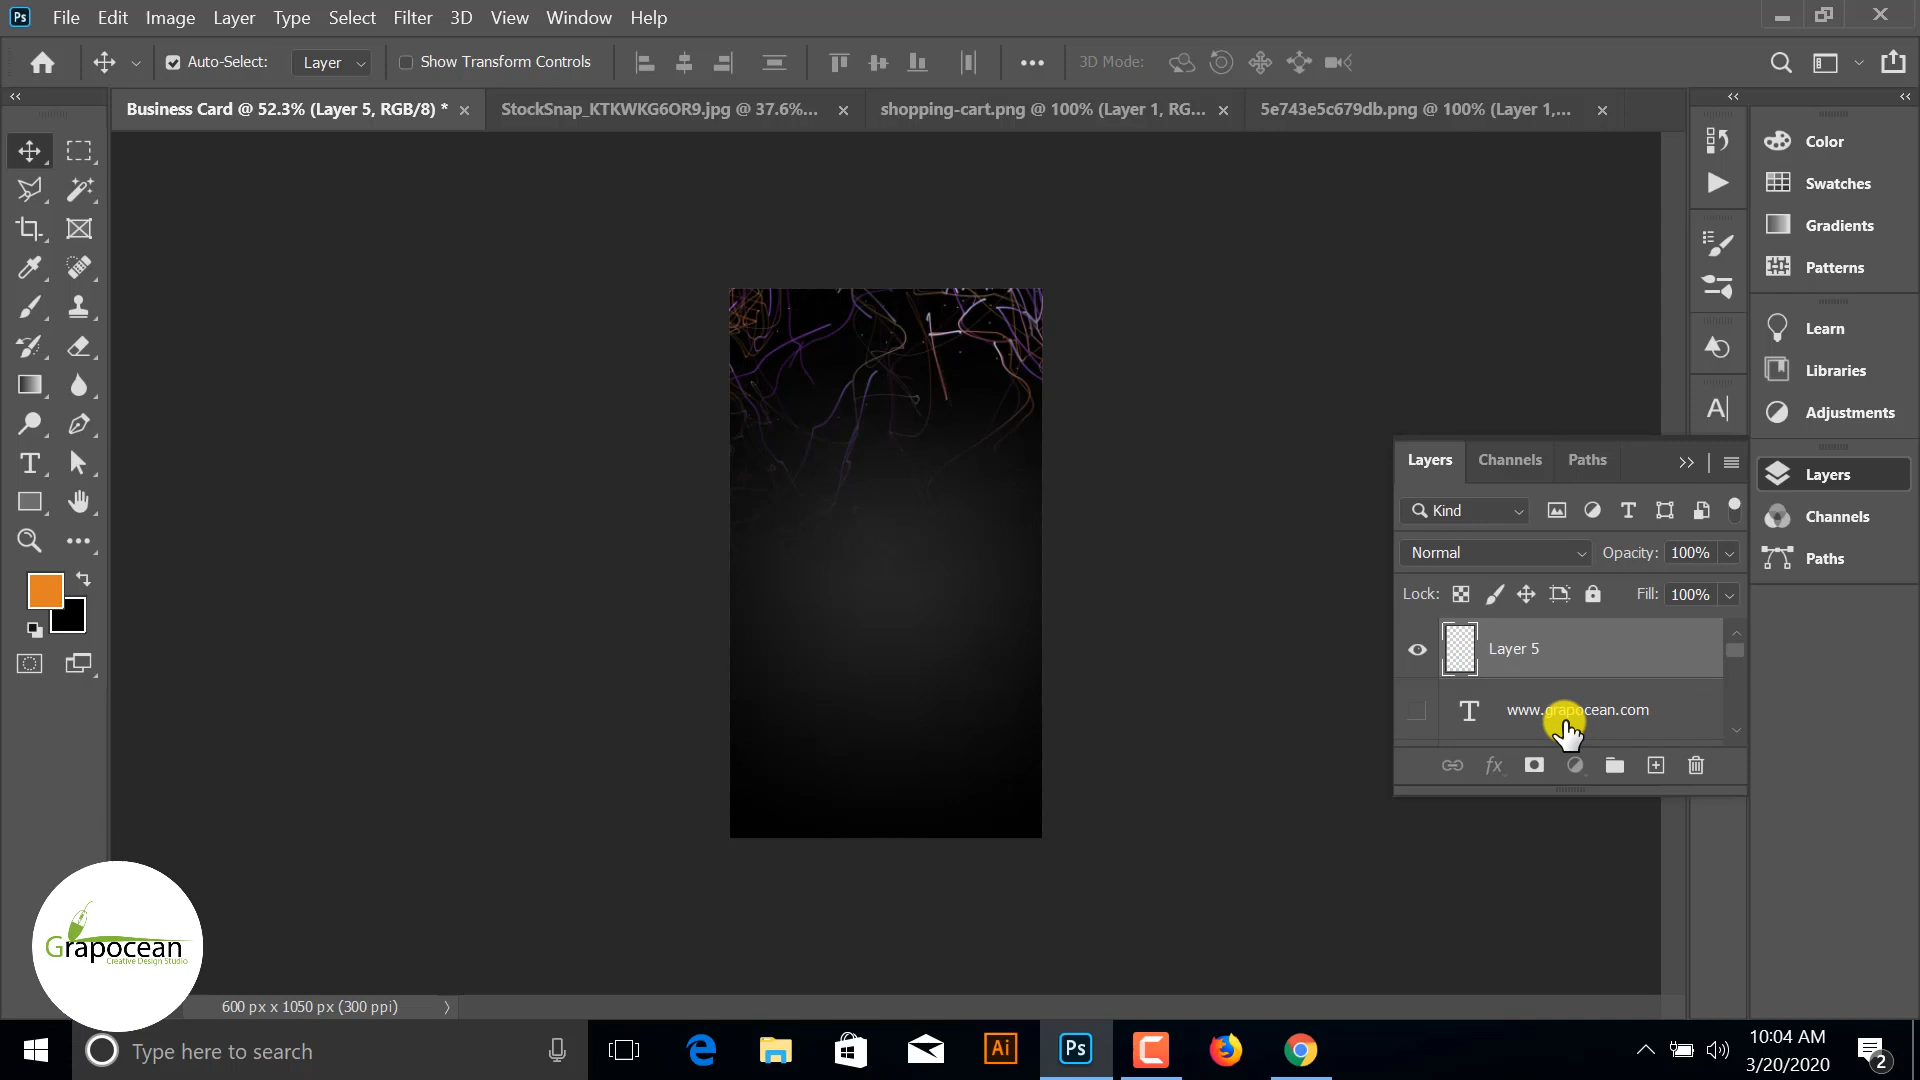 Ps File Edit Image Layer Type Select Filter 3D View Window Help
Auto-Select: Layer Show Transform Controls 3D Mode:
Business Card @ 52.3% (Layer 5, RGB/8) * StockSnap_KTKWKG6OR9.jpg @ 37.6%... shopping-cart.png @ 100% (Layer 1, RG... 5e743e5c679db.png @ 100% (Layer 1,...
Color
Swatches
Gradients
Patterns
Learn
Libraries
Adjustments
Layers
Channels
Paths
Layers Channels Paths
Kind
Normal Opacity: 100%
Lock: Fill: 100%
Layer 5
T www.grapocean.com
fx
Grapocean
Creative Design Studio
600 px x 1050 px (300 ppi)
Type here to search
Ai Ps
10:04 AM
3/20/2020
2